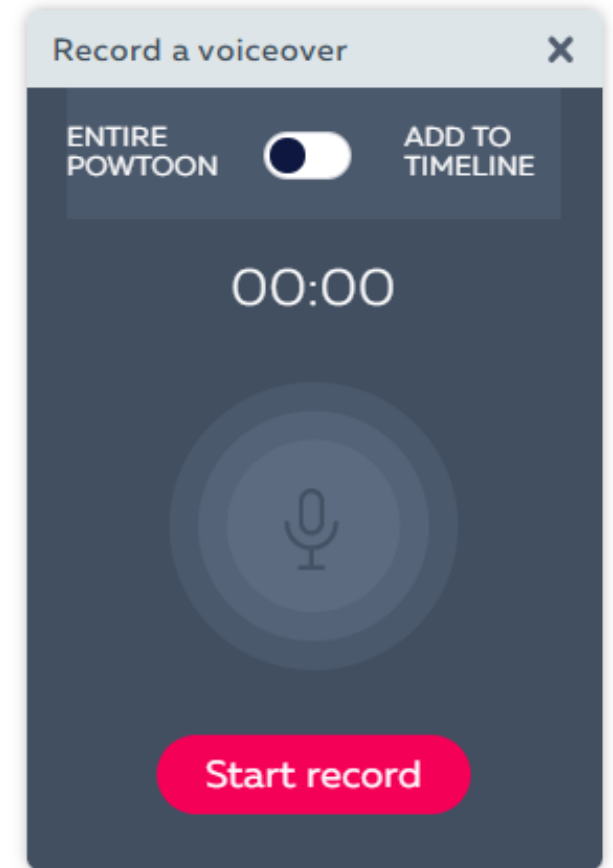 Record a voiceover
ENTIRE
POWTOON
ADD TO
TIMELINE
00:00
Start record